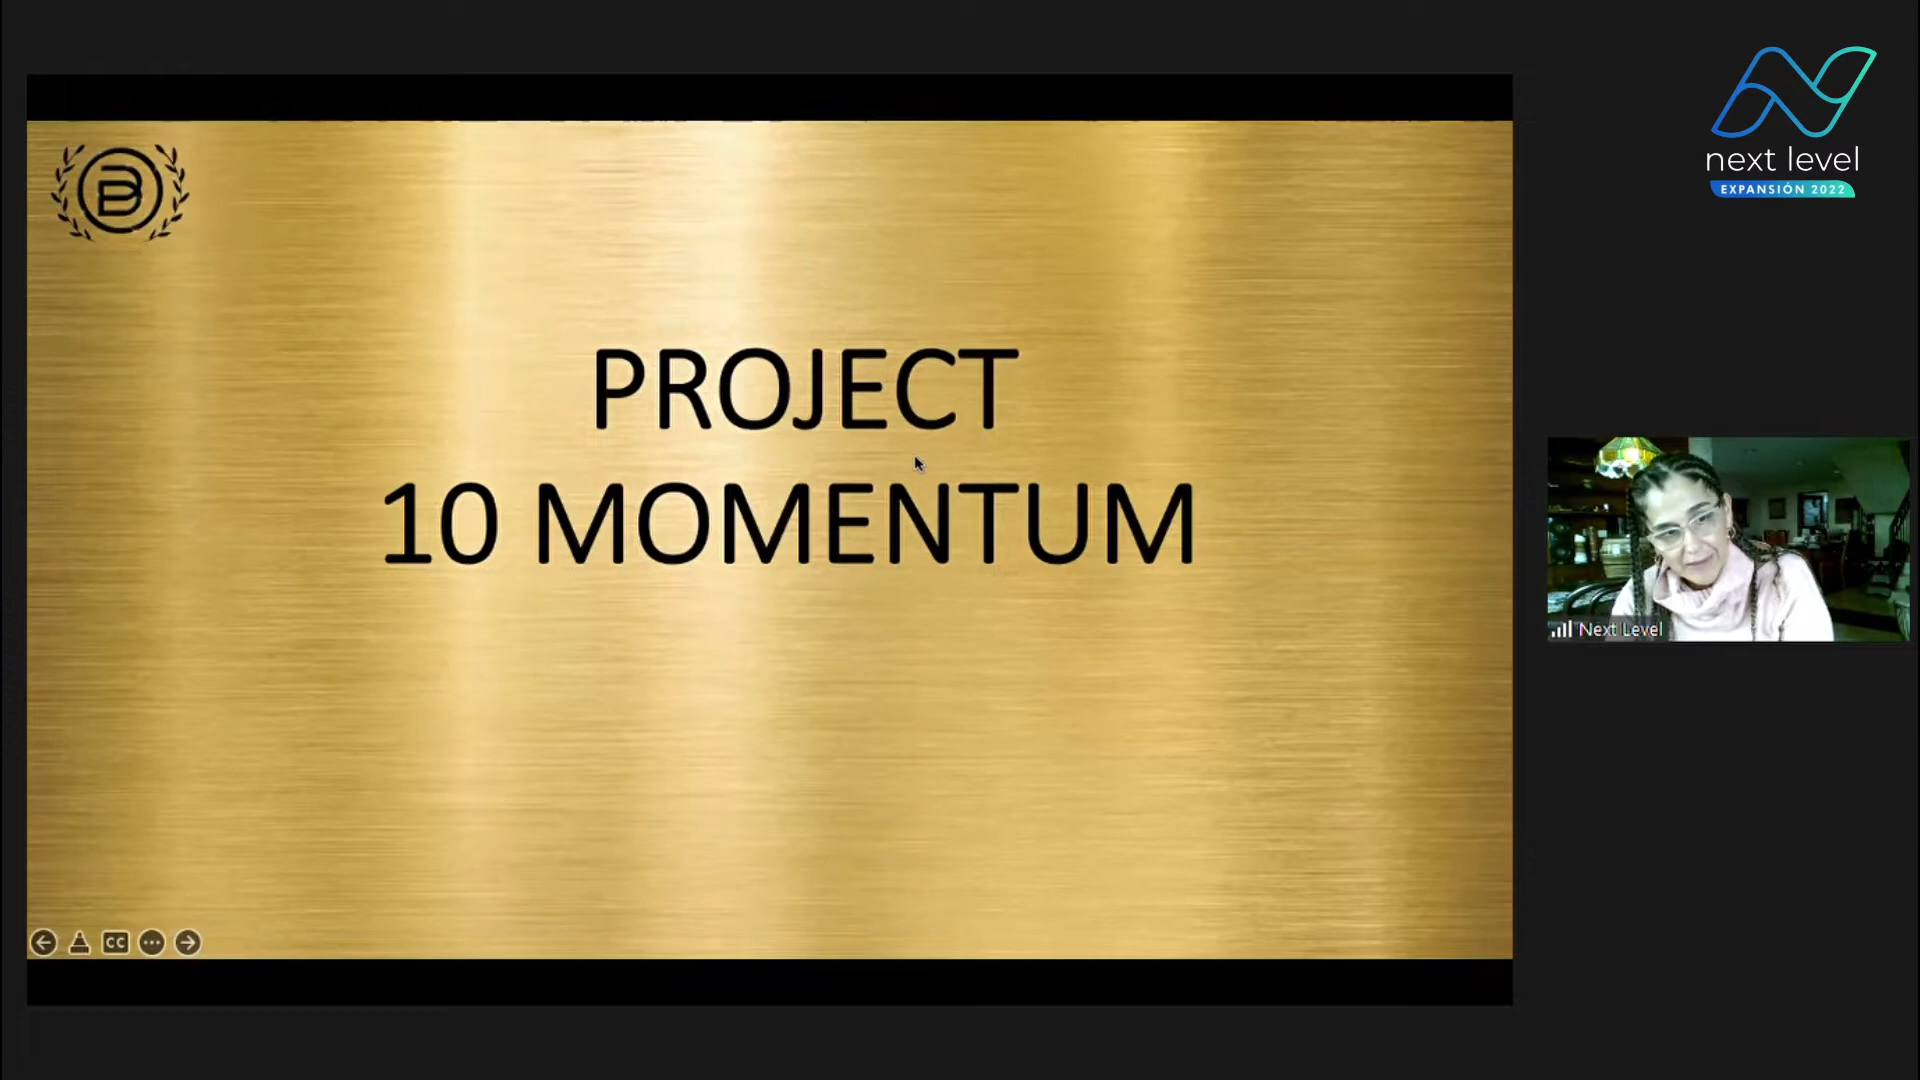 next level
EXPANSIÓN 2022
B
PROJECT
10 MOMENTUM
Next Level
CC